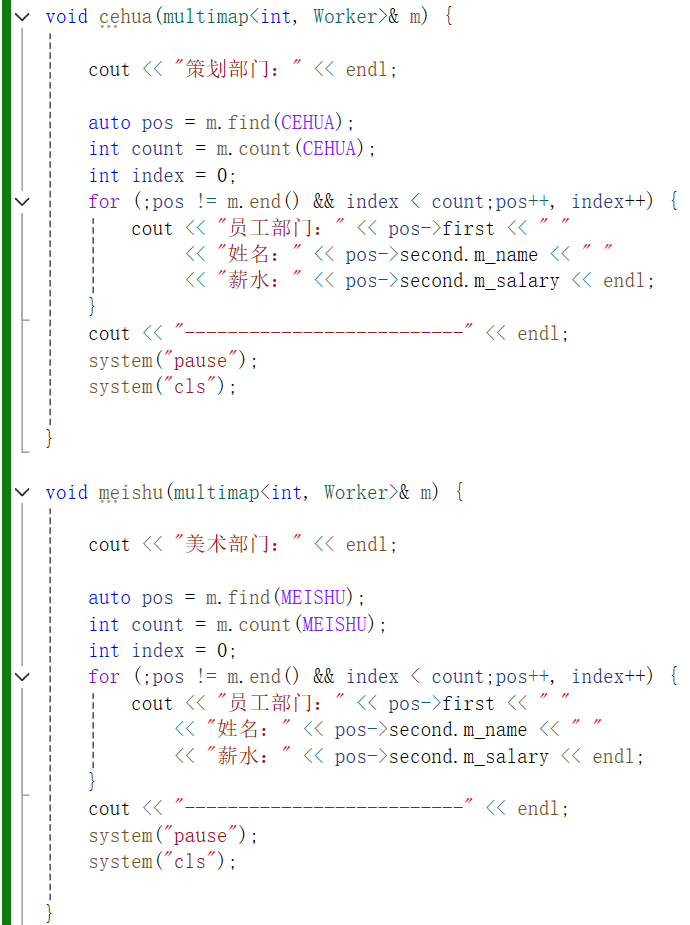 void cehua(multimap<int, Worker>& m) {
cout << "策划部门：" << endl;
auto pos = m.find(CEHUA);
int count = m.count(CEHUA);
int index = 0;
for (;pos != m.end() && index < count;pos++, index++) {
cout << "员工部门：" << pos->first << " "
<< "姓名：" << pos->second.m_name << " "
<< "薪水：" << pos->second.m_salary << endl;
}
cout << "--------------------------" << endl;
system("pause");
system("cls");
}
void meishu(multimap<int, Worker>& m) {
cout << "美术部门：" << endl;
auto pos = m.find(MEISHU);
int count = m.count(MEISHU);
int index = 0;
for (;pos != m.end() && index < count;pos++, index++) {
cout << "员工部门：" << pos->first << " "
<< "姓名：" << pos->second.m_name << " "
<< "薪水：" << pos->second.m_salary << endl;
}
cout << "--------------------------" << endl;
system("pause");
system("cls");
}